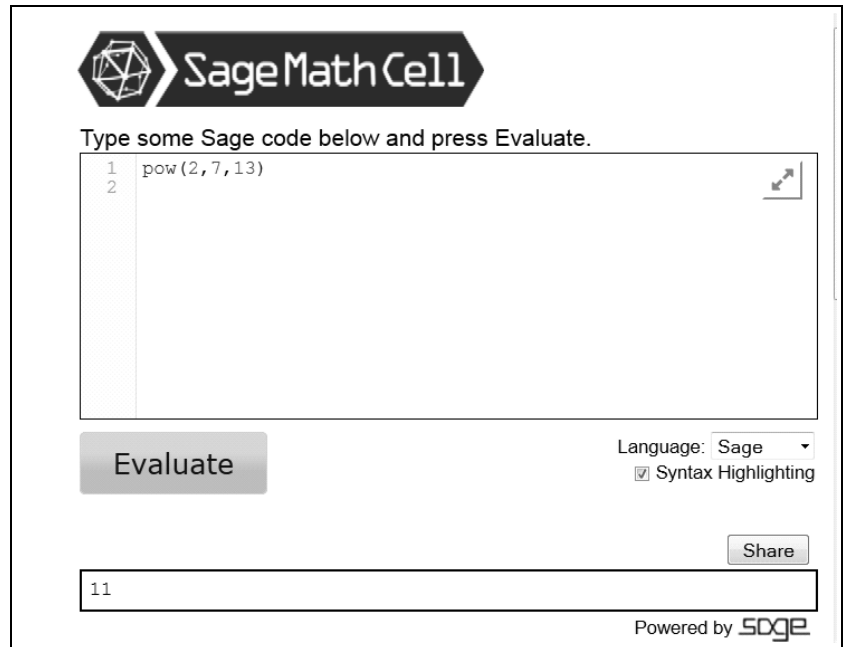 SageMathCell
Type some Sage code below and press Evaluate.
1 pow(2,7,13)
2
Evaluate
Language: Sage
Syntax Highlighting
Share
11
Powered by sage